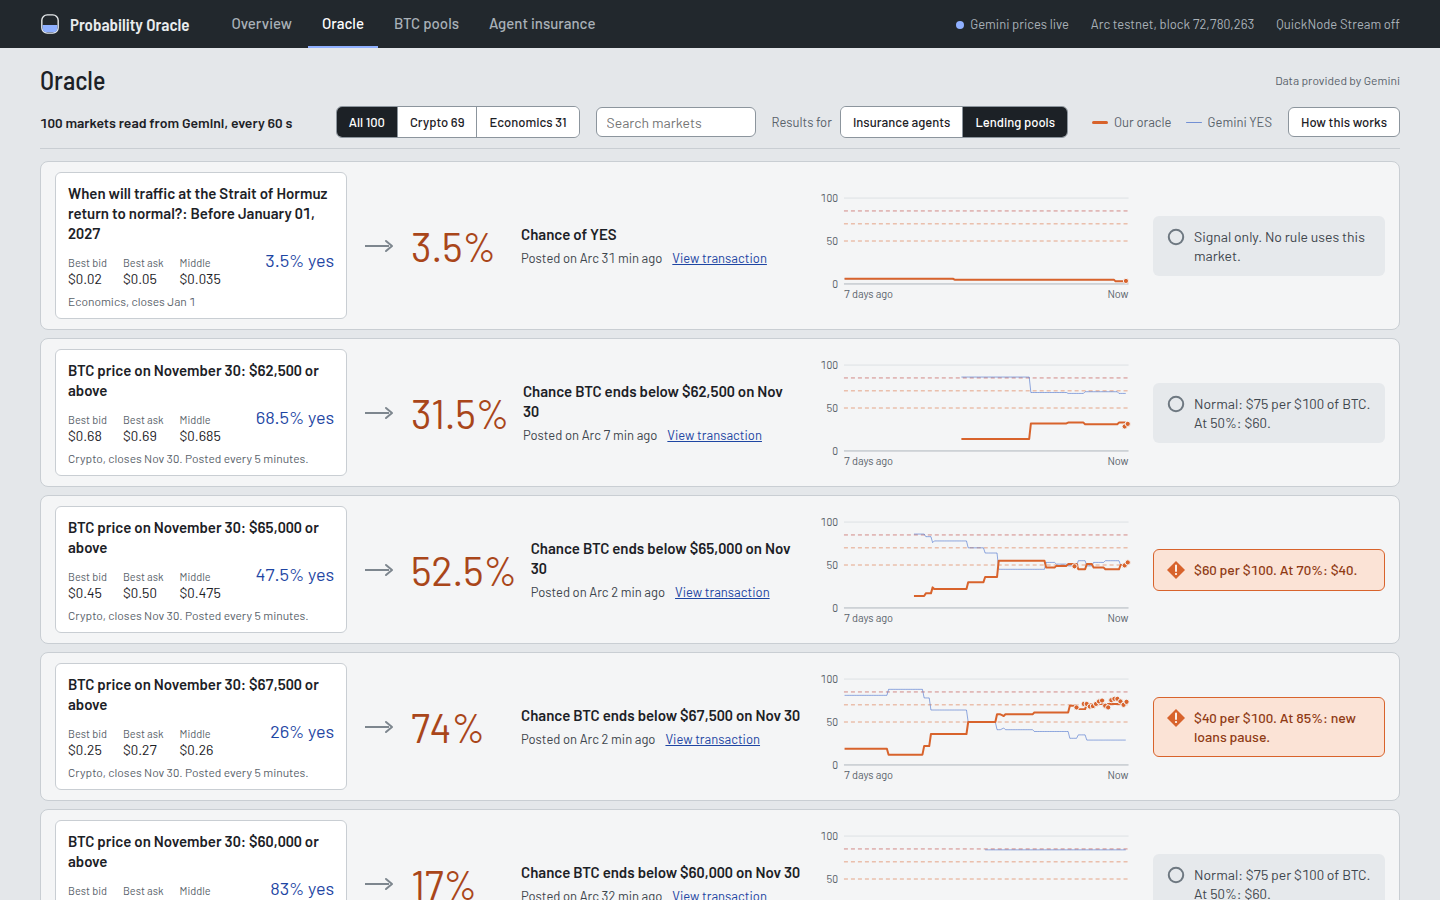 Probability Oracle
Overview
Oracle
BTC pools
Agent insurance
Gemini prices live
Arc testnet, block 72,780,263
QuickNode Stream off
Oracle
Data provided by Gemini
100 markets read from Gemini, every 60 s
All 100
Crypto 69
Economics 31
Search markets
Results for
Insurance agents
Lending pools
Our oracle
Gemini YES
How this works
When will traffic at the Strait of Hormuz
return to normal?: Before January 01,
2027
Best bid
Best ask
Middle
3.5% yes
$0.02
$0.05
$0.035
Economics, closes Jan 1
3.5%
Chance of YES
Posted on Arc 31 min ago
View transaction
100
50
0
7 days ago
Now
Signal only. No rule uses this
market.
BTC price on November 30: $62,500 or
above
Best bid
Best ask
Middle
68.5% yes
$0.68
$0.69
$0.685
Crypto, closes Nov 30. Posted every 5 minutes.
31.5%
Chance BTC ends below $62,500 on Nov
30
Posted on Arc 7 min ago
View transaction
100
50
0
7 days ago
Now
Normal: $75 per $100 of BTC.
At 50%: $60.
BTC price on November 30: $65,000 or
above
Best bid
Best ask
Middle
47.5% yes
$0.45
$0.50
$0.475
Crypto, closes Nov 30. Posted every 5 minutes.
52.5%
Chance BTC ends below $65,000 on Nov
30
Posted on Arc 2 min ago
View transaction
100
50
0
7 days ago
Now
$60 per $100. At 70%: $40.
BTC price on November 30: $67,500 or
above
Best bid
Best ask
Middle
26% yes
$0.25
$0.27
$0.26
Crypto, closes Nov 30. Posted every 5 minutes.
74%
Chance BTC ends below $67,500 on Nov 30
Posted on Arc 2 min ago
View transaction
100
50
0
7 days ago
Now
$40 per $100. At 85%: new
loans pause.
BTC price on November 30: $60,000 or
above
Best bid
Best ask
Middle
83% yes
17%
Chance BTC ends below $60,000 on Nov 30
Posted on Arc 32 min ago
View transaction
100
50
Normal: $75 per $100 of BTC.
At 50%: $60.